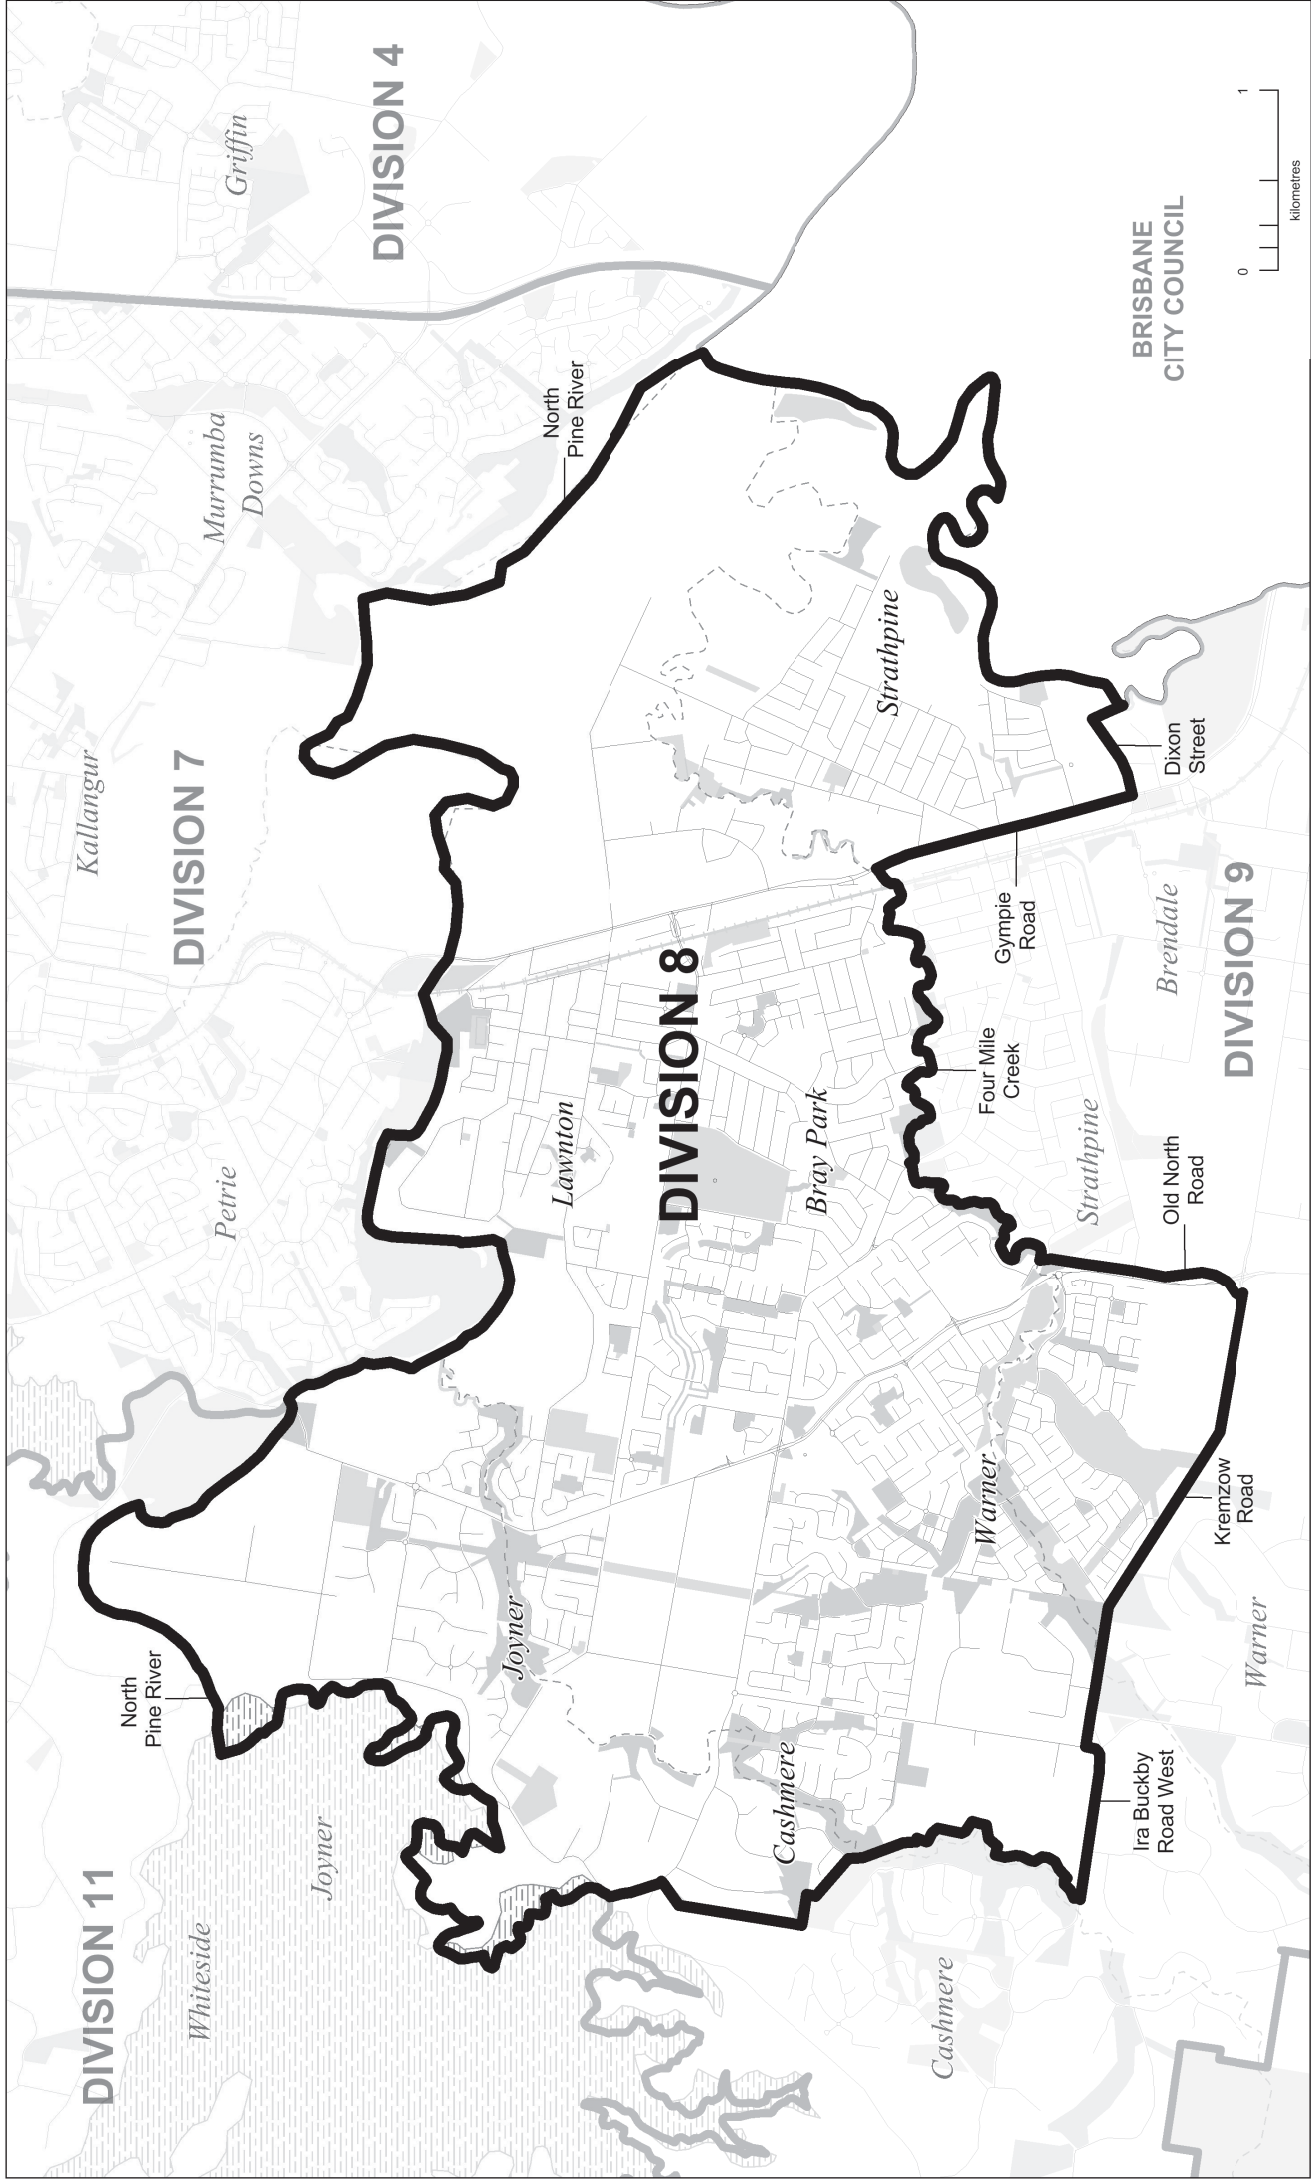 DIVISION 11
Whiteside
Joyner
North
Pine River
Petrie
DIVISION 7
Kallangur
Murrumba
Downs
Griffin
DIVISION 4
North
Pine River
Joyner
Lawnton
DIVISION 8
Bray Park
Strathpine
Cashmere
Warner
Cashmere
Ira Buckby
Road West
Kremzow
Road
Warner
Old North
Road
Strathpine
Four Mile
Creek
Gympie
Road
Brendale
DIVISION 9
Dixon
Street
BRISBANE
CITY COUNCIL
0
1
kilometres